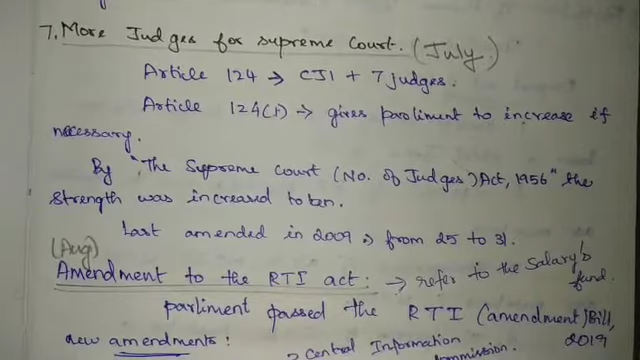 7. More Judges for supreme Court. (July)
Article 124 → CJI + 7 judges.
Article 124(1) → gives parliment to increase if
necessary.
By "The Supreme Court (No. of Judges) Act, 1956" the
strength was increased to ten.
Last amended in 2009 → from 25 to 31.
(Aug)
Amendment to the RTI act: → refer to the salary's
fund.
parliment passed the RTI (amendment) Bill,
2019
new amendments:
→ Central Information